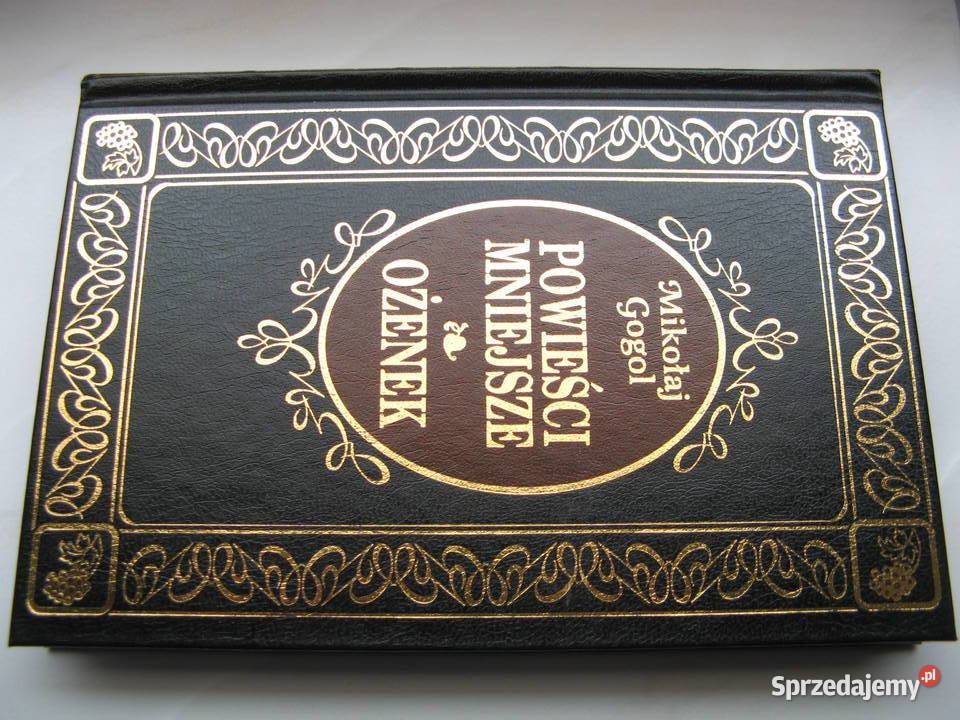 Mikołaj
Gogol
POWIEŚCI
MNIEJSZE
OŻENEK
Sprzedajemy.pl